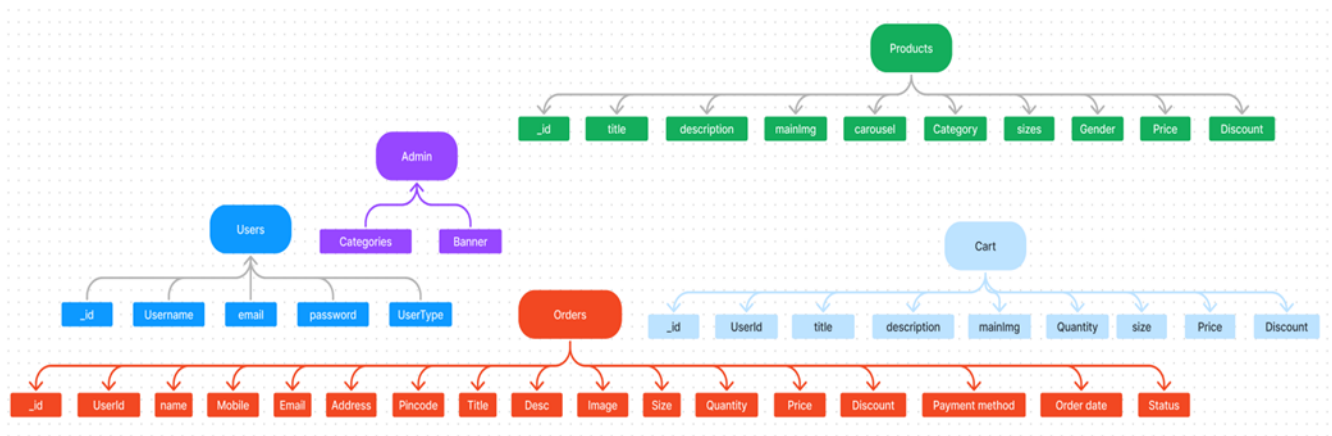 Products
_id title description mainImg carousel Category sizes Gender Price Discount
Admin
Categories Banner
Users
_id Username email password UserType
Cart
_id UserId title description mainImg Quantity size Price Discount
Orders
_id UserId name Mobile Email Address Pincode Title Desc Image Size Quantity Price Discount Payment method Order date Status